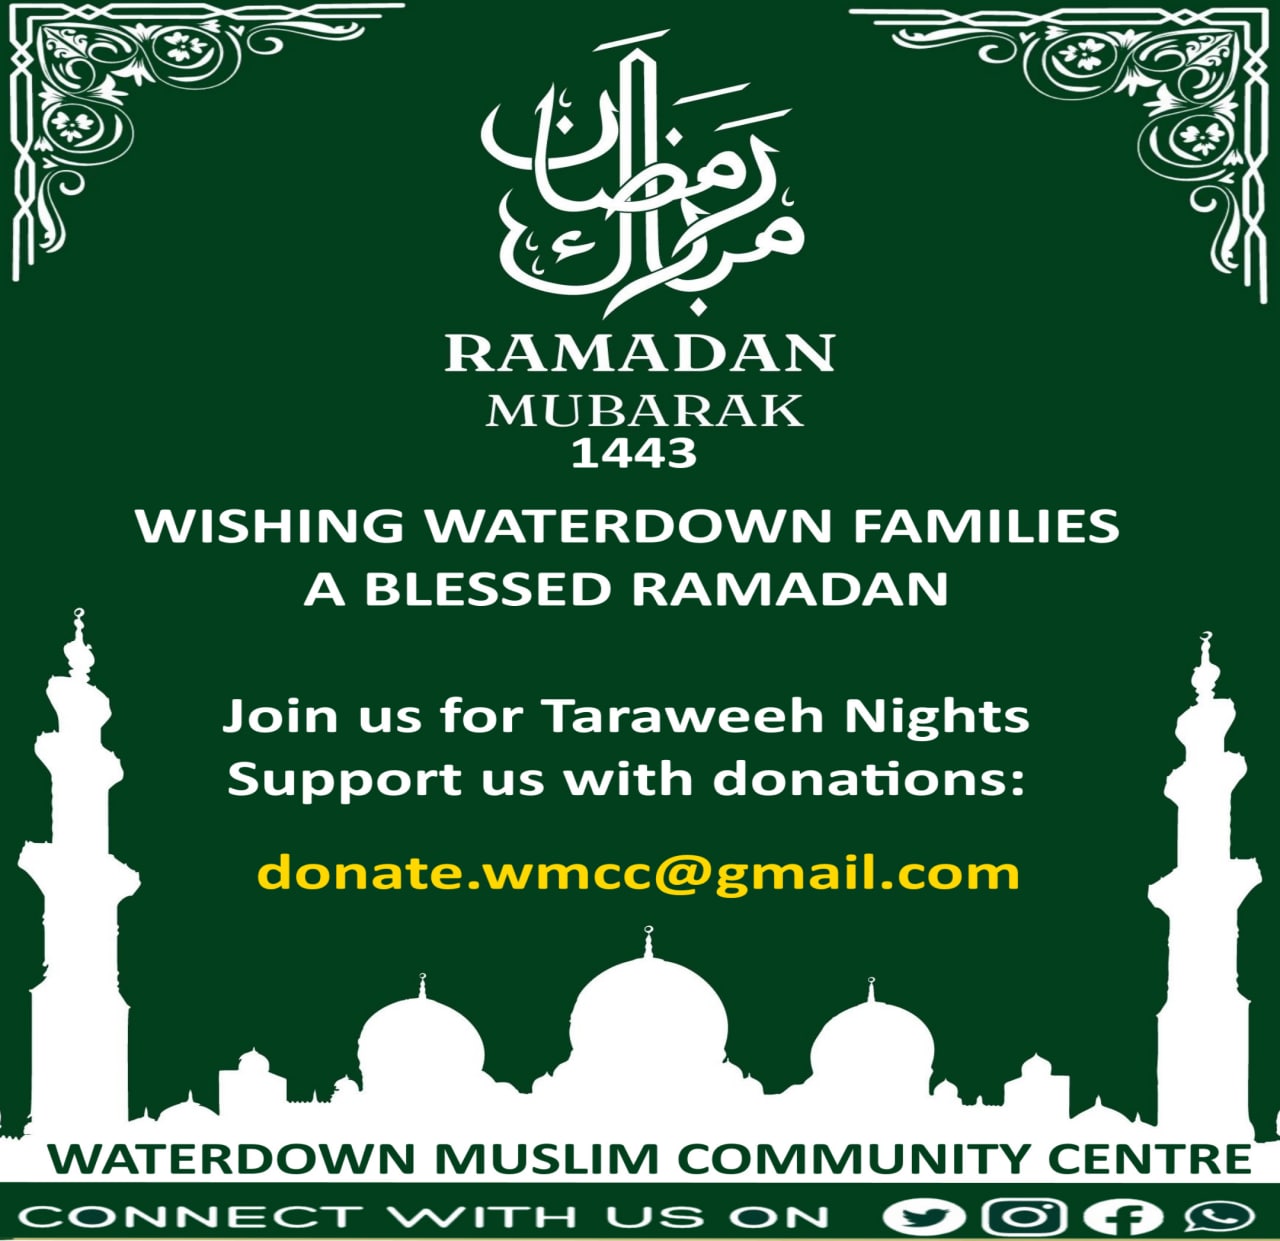 رمضان
مبارك
RAMADAN
MUBARAK
1443
WISHING WATERDOWN FAMILIES
A BLESSED RAMADAN
Join us for Taraweeh Nights
Support us with donations:
donate.wmcc@gmail.com
WATERDOWN MUSLIM COMMUNITY CENTRE
CONNECT WITH US ON